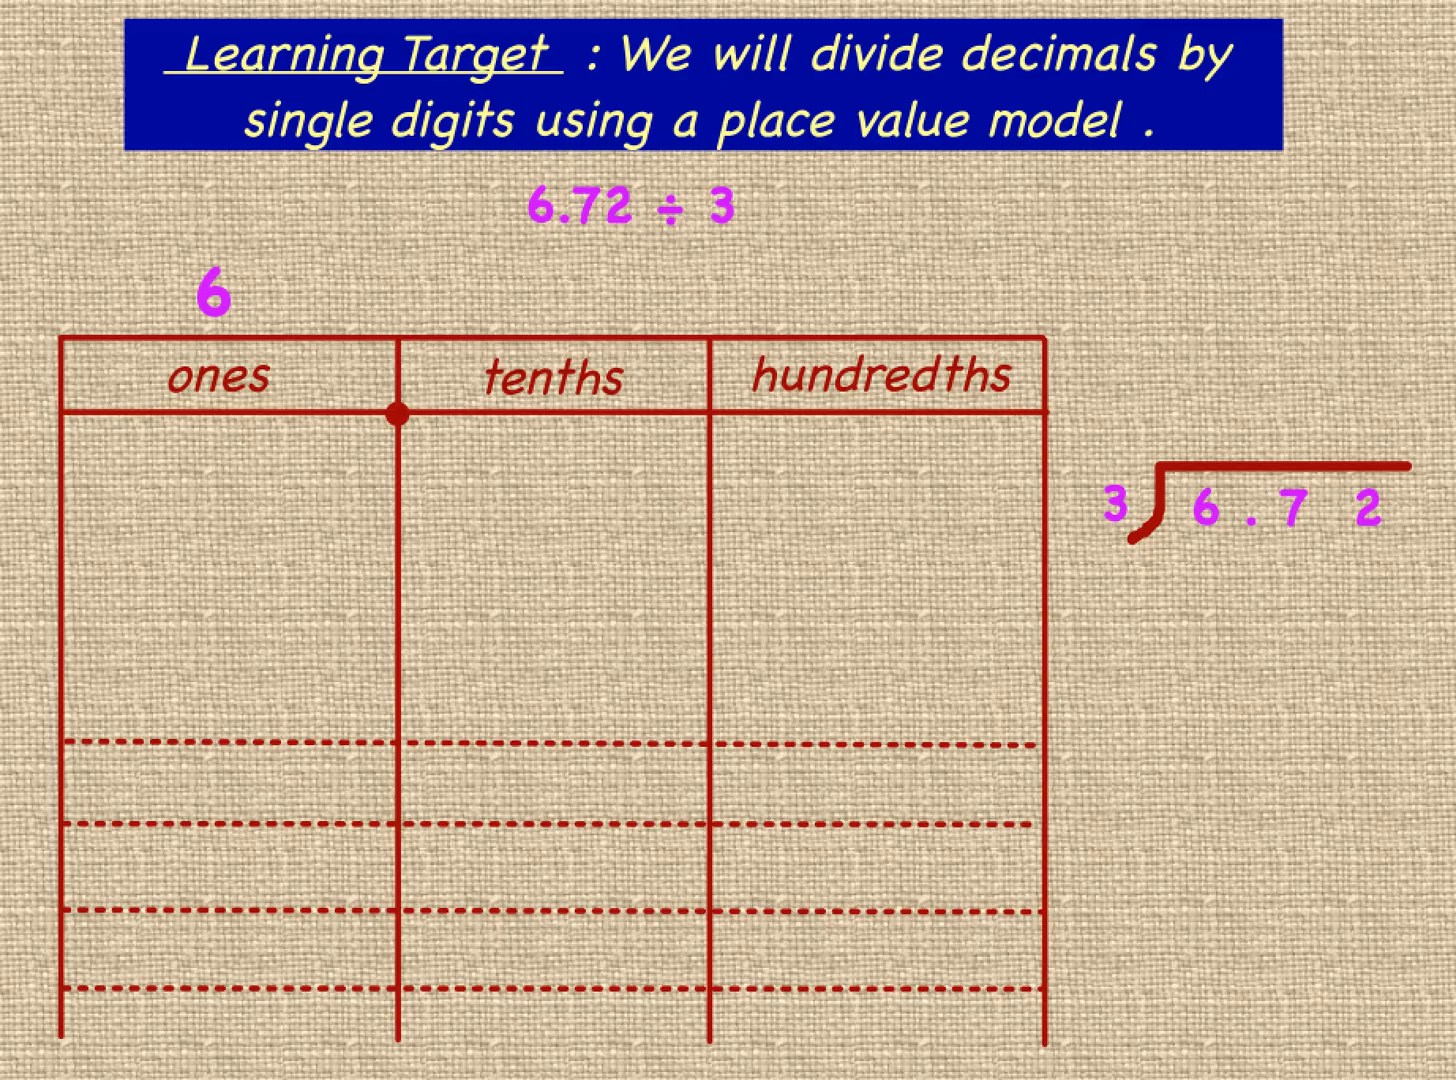 Learning Target : We will divide decimals by
single digits using a place value model .
6.72 ÷ 3
6
ones tenths hundredths
3 6 . 7 2